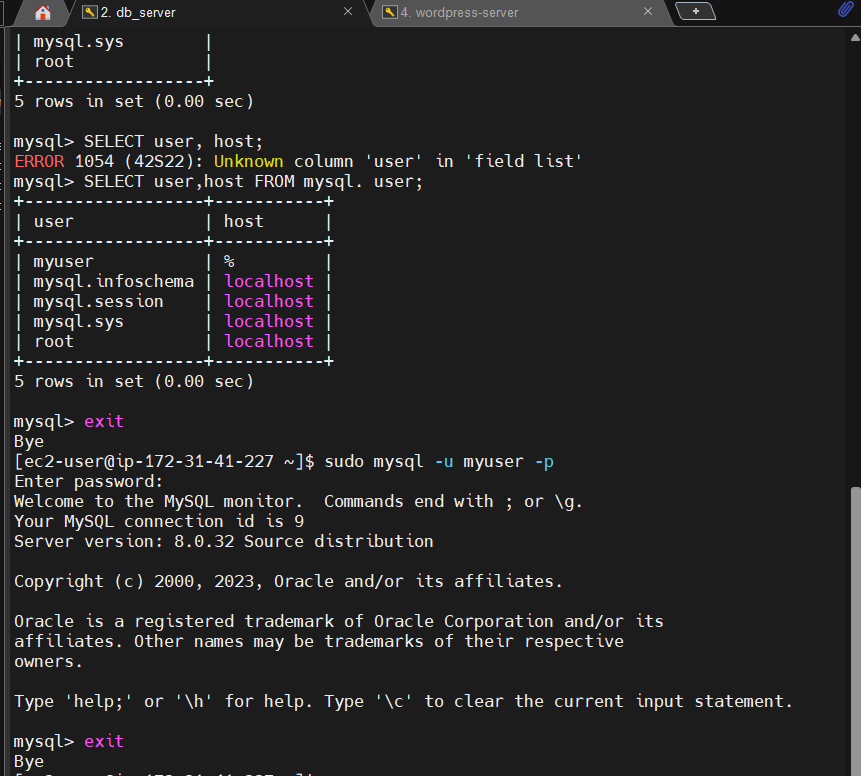 2. db_server
4. wordpress-server
| mysql.sys        |
| root             |
+------------------+
5 rows in set (0.00 sec)
mysql> SELECT user, host;
ERROR 1054 (42S22): Unknown column 'user' in 'field list'
mysql> SELECT user,host FROM mysql. user;
+------------------+-----------+
| user             | host      |
+------------------+-----------+
| myuser           | %         |
| mysql.infoschema | localhost |
| mysql.session    | localhost |
| mysql.sys        | localhost |
| root             | localhost |
+------------------+-----------+
5 rows in set (0.00 sec)
mysql> exit
Bye
[ec2-user@ip-172-31-41-227 ~]$ sudo mysql -u myuser -p
Enter password:
Welcome to the MySQL monitor.  Commands end with ; or \g.
Your MySQL connection id is 9
Server version: 8.0.32 Source distribution
Copyright (c) 2000, 2023, Oracle and/or its affiliates.
Oracle is a registered trademark of Oracle Corporation and/or its
affiliates. Other names may be trademarks of their respective
owners.
Type 'help;' or '\h' for help. Type '\c' to clear the current input statement.
mysql> exit
Bye